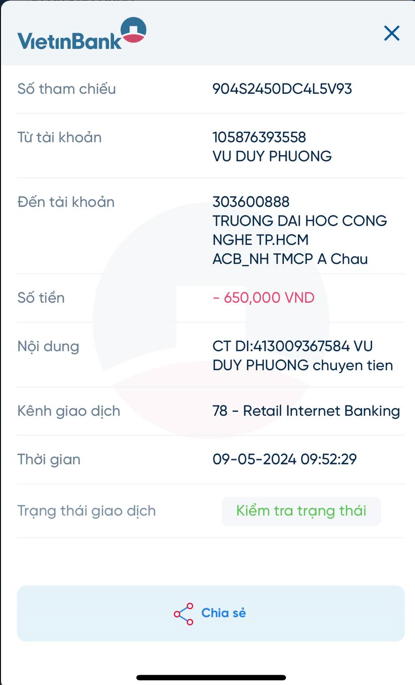 VietinBank
Số tham chiếu
904S2450DC4L5V93
Từ tài khoản
105876393558
VU DUY PHUONG
Đến tài khoản
303600888
TRUONG DAI HOC CONG
NGHE TP.HCM
ACB_NH TMCP A Chau
Số tiền
- 650,000 VND
Nội dung
CT DI:413009367584 VU
DUY PHUONG chuyen tien
Kênh giao dịch
78 - Retail Internet Banking
Thời gian
09-05-2024 09:52:29
Trạng thái giao dịch
Kiểm tra trạng thái
Chia sẻ